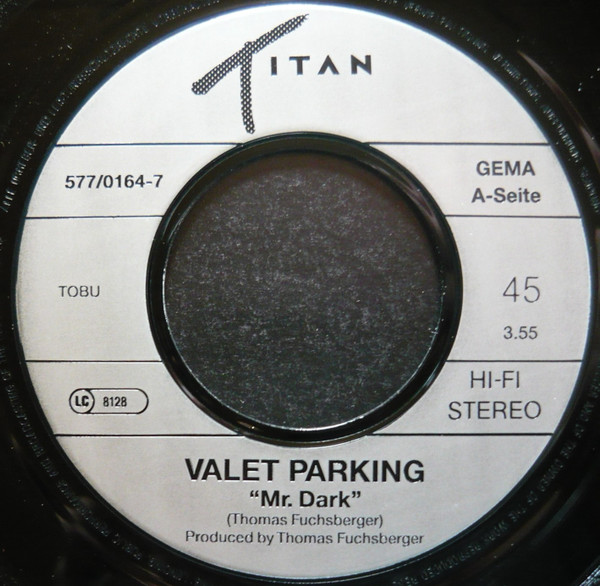 TITAN
577/0164-7
GEMA
A-Seite
TOBU
45
3.55
LC 8128
HI-FI
STEREO
VALET PARKING
“Mr. Dark”
(Thomas Fuchsberger)
Produced by Thomas Fuchsberger